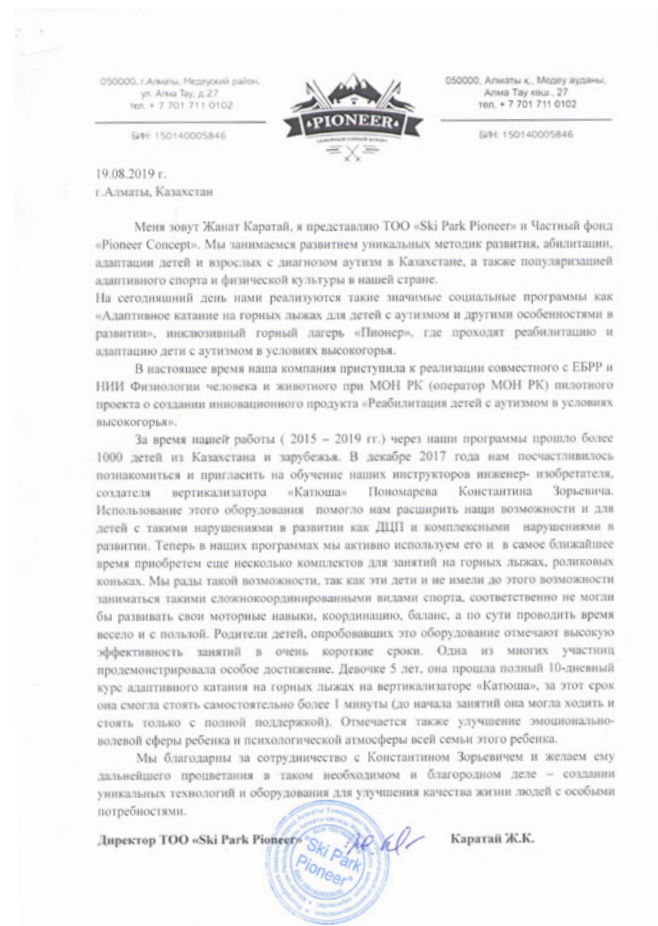 050000, г.Алматы, Медеуский район,
ул. Алма Тау, д.27
тел. + 7 701 711 0102
БИН: 150140005846
PIONEER
050000, Алматы қ., Медеу ауданы,
Алма Тау көш., 27
тел. + 7 701 711 0102
БИН: 150140005846
19.08.2019 г.
г.Алматы, Казахстан
Меня зовут Жанат Каратай, я представляю ТОО «Ski Park Pioneer» и Частный фонд
«Pioneer Concept». Мы занимаемся развитием уникальных методик развития, абилитации,
адаптации детей и взрослых с диагнозом аутизм в Казахстане, а также популяризацией
адаптивного спорта и физической культуры в нашей стране.
На сегодняшний день нами реализуются такие значимые социальные программы как
«Адаптивное катание на горных лыжах для детей с аутизмом и другими особенностями в
развитии», инклюзивный горный лагерь «Пионер», где проходят реабилитацию и
адаптацию дети с аутизмом в условиях высокогорья.
В настоящее время наша компания приступила к реализации совместного с ЕБРР и
НИИ Физиологии человека и животного при МОН РК (оператор МОН РК) пилотного
проекта о создании инновационного продукта «Реабилитация детей с аутизмом в условиях
высокогорья».
За время нашей работы ( 2015 – 2019 гг.) через наши программы прошло более
1000 детей из Казахстана и зарубежья. В декабре 2017 года нам посчастливилось
познакомиться и пригласить на обучение наших инструкторов инженер- изобретателя,
создателя вертикализатора «Катюша» Пономарева Константина Зорьевича.
Использование этого оборудования помогло нам расширить нащи возможности и для
детей с такими нарушениями в развитии как ДЦП и комплексными нарушениями в
развитии. Теперь в нащих программах мы активно используем его и в самое ближайшее
время приобретем еще несколько комплектов для занятий на горных лыжах, роликовых
коньках. Мы рады такой возможности, так как эти дети и не имели до этого возможности
заниматься такими сложнокоординированными видами спорта, соответственно не могли
бы развивать свои моторные навыки, координацию, баланс, а по сути проводить время
весело и с пользой. Родители детей, опробовавших это оборудование отмечают высокую
эффективность занятий в очень короткие сроки. Одна из многих участниц
продемонстрировала особое достижение. Девочке 5 лет, она прошла полный 10-дневный
курс адаптивного катания на горных лыжах на вертикализаторе «Катюша», за этот срок
она смогла стоять самостоятельно более 1 минуты (до начала занятий она могла ходить и
стоять только с полной поддержкой). Отмечается также улучшение эмоционально-
волевой сферы ребенка и психологической атмосферы всей семьи этого ребенка.
Мы благодарны за сотрудничество с Константином Зорьевичем и желаем ему
дальнейшего процветания в таком необходимом и благородном деле – создании
уникальных технологий и оборудования для улучшения качества жизни людей с особыми
потребностями.
Директор ТОО «Ski Park Pioneer» Каратай Ж.К.
"Ski Park
Pioneer"